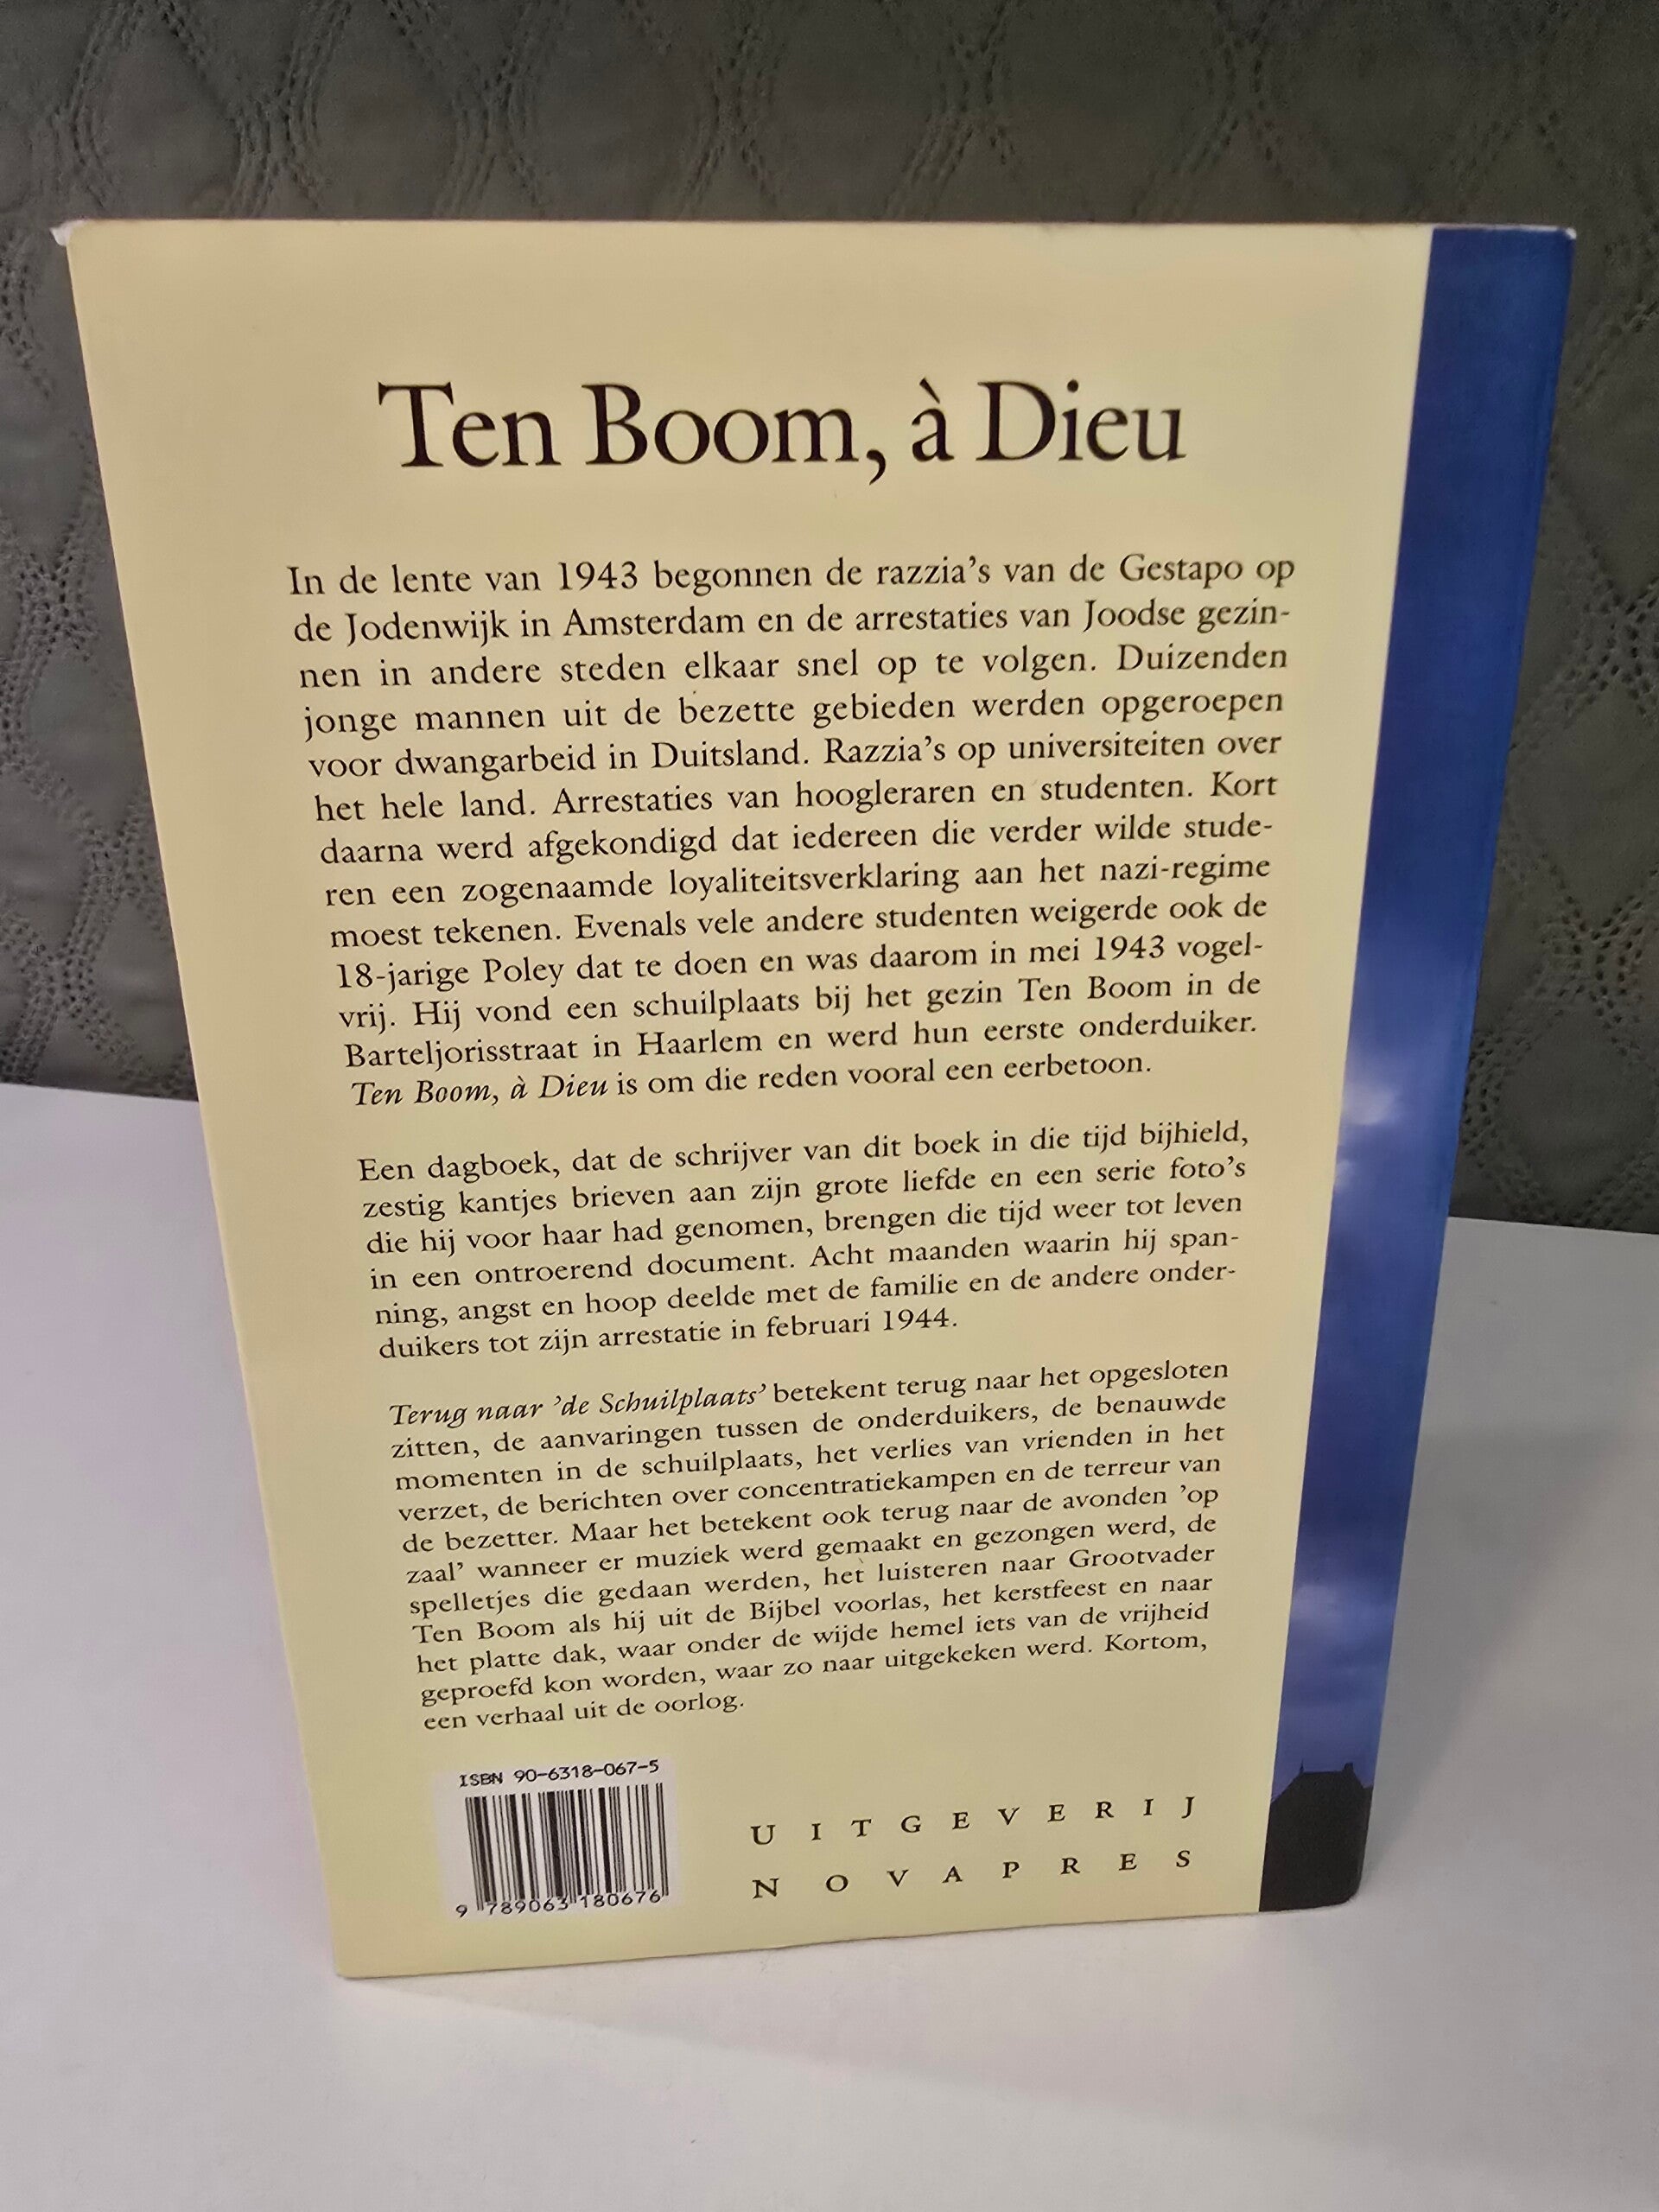 Ten Boom, à Dieu
In de lente van 1943 begonnen de razzia's van de Gestapo op
de Jodenwijk in Amsterdam en de arrestaties van Joodse gezin-
nen in andere steden elkaar snel op te volgen. Duizenden
jonge mannen uit de bezette gebieden werden opgeroepen
voor dwangarbeid in Duitsland. Razzia's op universiteiten over
het hele land. Arrestaties van hoogleraren en studenten. Kort
daarna werd afgekondigd dat iedereen die verder wilde stude-
ren een zogenaamde loyaliteitsverklaring aan het nazi-regime
moest tekenen. Evenals vele andere studenten weigerde ook de
18-jarige Poley dat te doen en was daarom in mei 1943 vogel-
vrij. Hij vond een schuilplaats bij het gezin Ten Boom in de
Barteljorisstraat in Haarlem en werd hun eerste onderduiker.
Ten Boom, à Dieu is om die reden vooral een eerbetoon.
Een dagboek, dat de schrijver van dit boek in die tijd bijhield,
zestig kantjes brieven aan zijn grote liefde en een serie foto's
die hij voor haar had genomen, brengen die tijd weer tot leven
in een ontroerend document. Acht maanden waarin hij span-
ning, angst en hoop deelde met de familie en de andere onder-
duikers tot zijn arrestatie in februari 1944.
Terug naar 'de Schuilplaats' betekent terug naar het opgesloten
zitten, de aanvaringen tussen de onderduikers, de benauwde
momenten in de schuilplaats, het verlies van vrienden in het
verzet, de berichten over concentratiekampen en de terreur van
de bezetter. Maar het betekent ook terug naar de avonden 'op
zaal' wanneer er muziek werd gemaakt en gezongen werd, de
spelletjes die gedaan werden, het luisteren naar Grootvader
Ten Boom als hij uit de Bijbel voorlas, het kerstfeest en naar
het platte dak, waar onder de wijde hemel iets van de vrijheid
geproefd kon worden, waar zo naar uitgekeken werd. Kortom,
een verhaal uit de oorlog.
ISBN 90-6318-067-5
9 789063 180676
UITGEVERIJ
NOVAPRES